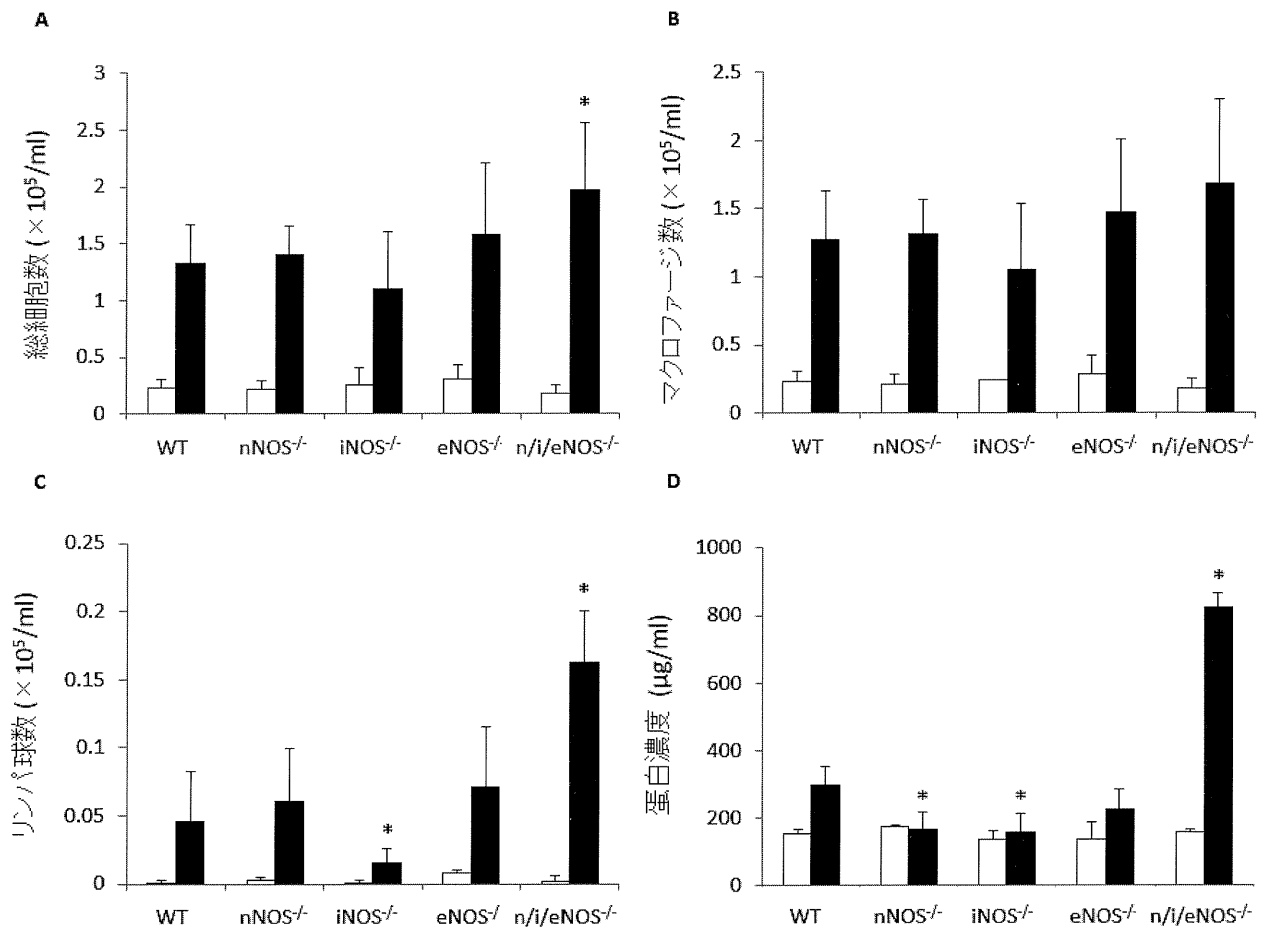 A
総細胞数 (×10⁵/ml)
3
2.5
2
1.5
1
0.5
0
*
WT
nNOS⁻/⁻
iNOS⁻/⁻
eNOS⁻/⁻
n/i/eNOS⁻/⁻
B
マクロファージ数 (×10⁵/ml)
2.5
2
1.5
1
0.5
0
WT
nNOS⁻/⁻
iNOS⁻/⁻
eNOS⁻/⁻
n/i/eNOS⁻/⁻
C
リンパ球数 (×10⁵/ml)
0.25
0.2
0.15
0.1
0.05
0
*
*
WT
nNOS⁻/⁻
iNOS⁻/⁻
eNOS⁻/
n/i/eNOS⁻/⁻
D
蛋白濃度 (μg/ml)
1000
800
600
400
200
0
*
*
*
WT
nNOS⁻/⁻
iNOS⁻/⁻
eNOS⁻/⁻
n/i/eNOS⁻/⁻